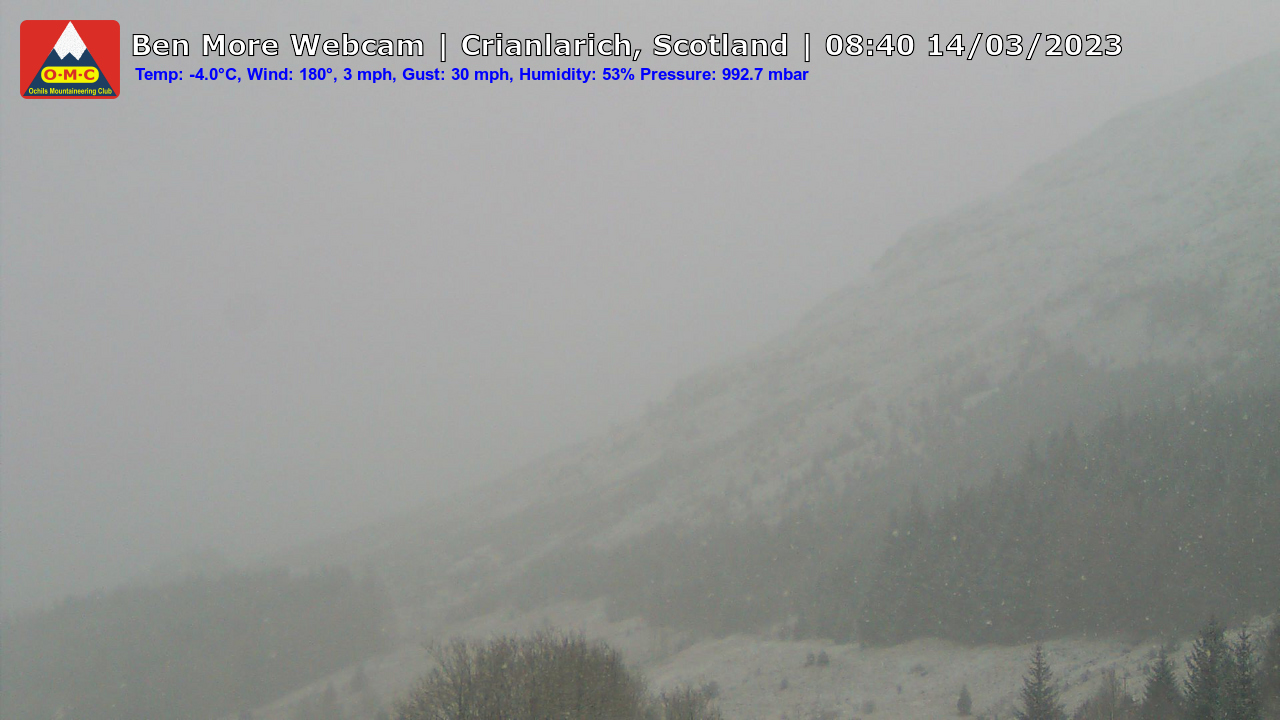 Ben More Webcam | Crianlarich, Scotland | 08:40 14/03/2023
Temp: -4.0°C, Wind: 180°, 3 mph, Gust: 30 mph, Humidity: 53% Pressure: 992.7 mbar
O-M-C
Ochils Mountaineering Club